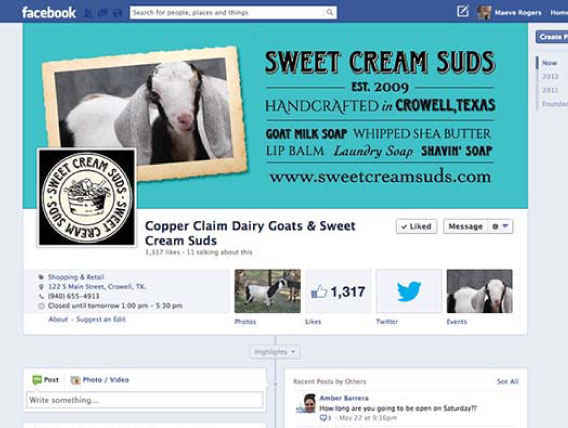 facebook
Search for people, places and things
Maeve Rogers
Home
Create P
SWEET CREAM SUDS
EST. 2009
HANDCRAFTED in CROWELL, TEXAS
GOAT MILK SOAP WHIPPED SHEA BUTTER
LIP BALM Laundry Soap SHAVIN' SOAP
www.sweetcreamsuds.com
Now
2012
2011
Founded
SWEET CREAM SUDS · SWEET CREAM SUDS ·
Copper Claim Dairy Goats & Sweet
Cream Suds
1,337 likes · 11 talking about this
Liked
Message
Shopping & Retail
122 S Main Street, Crowell, TX.
(940) 655-4913
Closed until tomorrow 1:00 pm - 5:30 pm
About - Suggest an Edit
1,317
Photos
Likes
Twitter
Events
Highlights
Post
Photo / Video
Write something...
Recent Posts by Others
See All
Amber Barrera
How long are you going to be open on Saturday??
1 · May 22 at 9:16pm